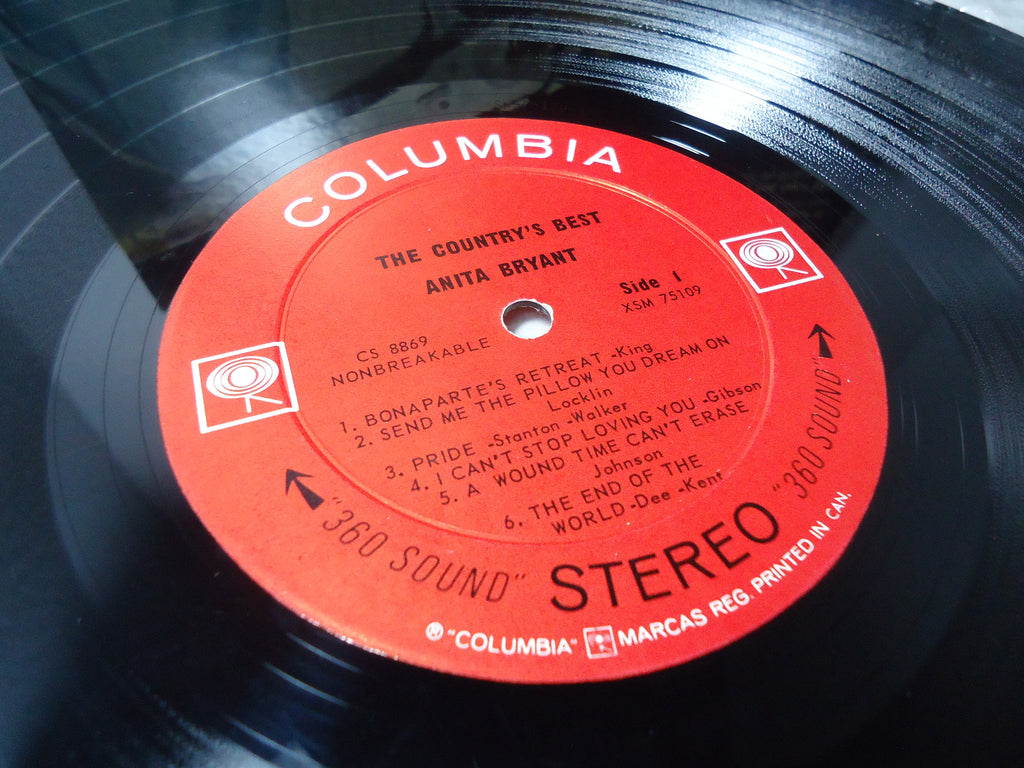 COLUMBIA
THE COUNTRY'S BEST
ANITA BRYANT
Side 1
XSM 75109
CS 8869
NONBREAKABLE
1. BONAPARTE'S RETREAT -King
2. SEND ME THE PILLOW YOU DREAM ON
Locklin
3. PRIDE -Stanton -Walker
4. I CAN'T STOP LOVING YOU -Gibson
5. A WOUND TIME CAN'T ERASE
Johnson
6. THE END OF THE
WORLD-Dee -Kent
"360 SOUND"
STEREO
"360 SOUND"
® "COLUMBIA" MARCAS REG. PRINTED IN CAN.